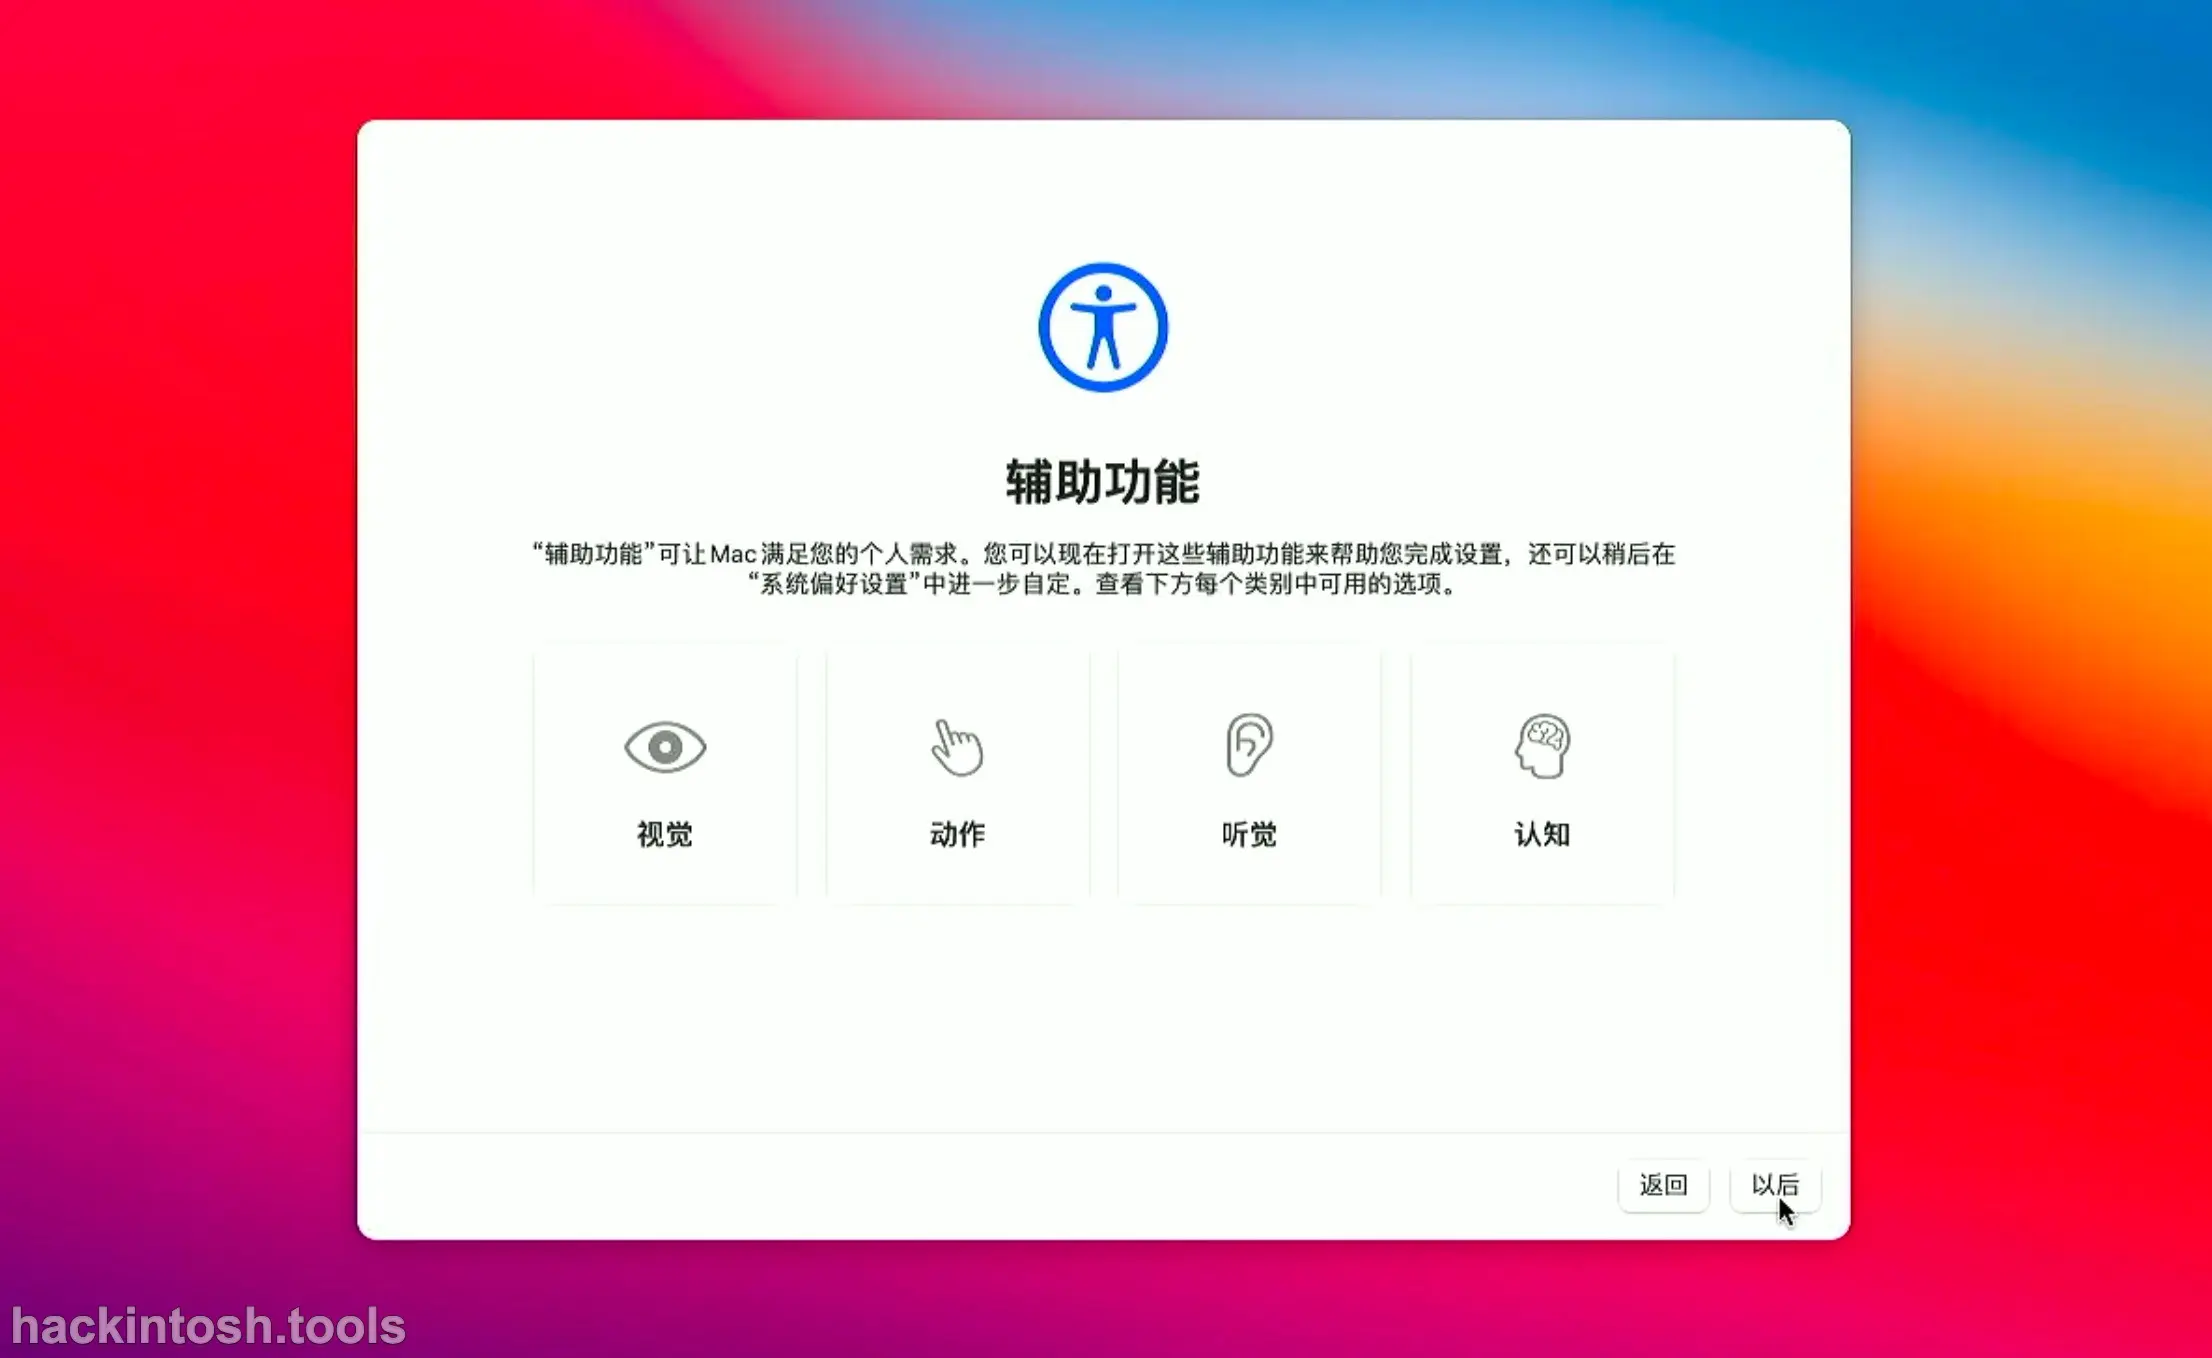 辅助功能
“辅助功能”可让 Mac 满足您的个人需求。您可以现在打开这些辅助功能来帮助您完成设置，还可以稍后在
“系统偏好设置”中进一步自定。查看下方每个类别中可用的选项。
视觉
动作
听觉
认知
返回
以后
hackintosh.tools